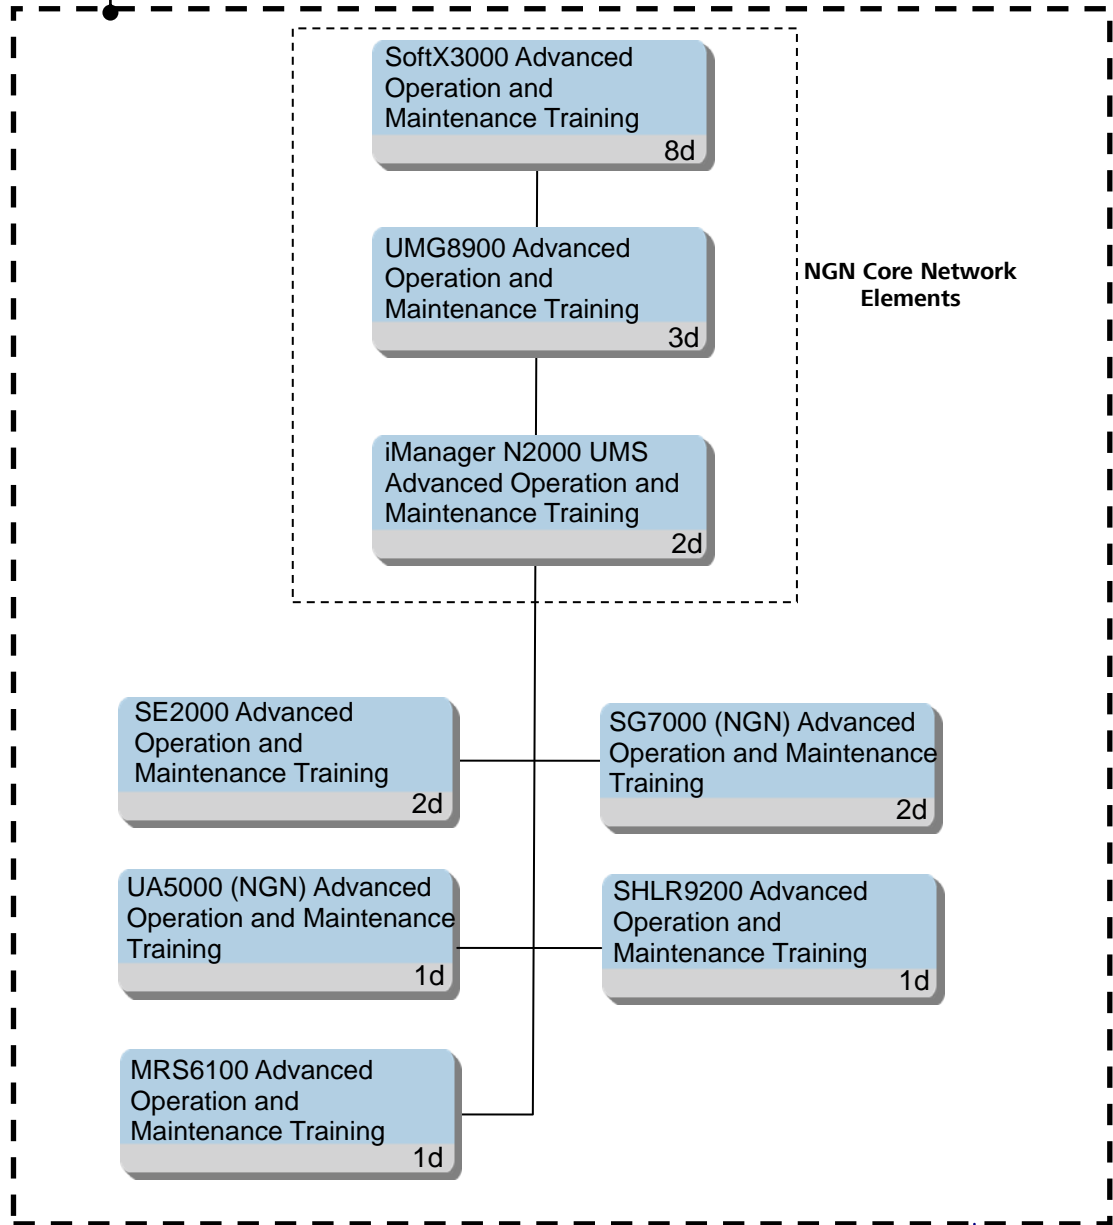 SoftX3000 Advanced
Operation and
Maintenance Training
8d
UMG8900 Advanced
Operation and
Maintenance Training
3d
NGN Core Network
Elements
iManager N2000 UMS
Advanced Operation and
Maintenance Training
2d
SE2000 Advanced
Operation and
Maintenance Training
2d
SG7000 (NGN) Advanced
Operation and Maintenance
Training
2d
UA5000 (NGN) Advanced
Operation and Maintenance
Training
1d
SHLR9200 Advanced
Operation and
Maintenance Training
1d
MRS6100 Advanced
Operation and
Maintenance Training
1d